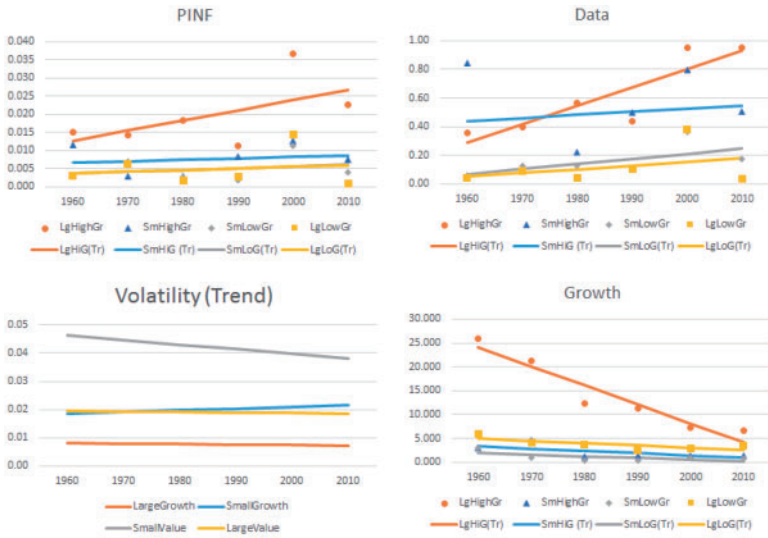 PINF
0.040
0.035
0.030
0.025
0.020
0.015
0.010
0.005
0.000
1960 1970 1980 1990 2000 2010
LgHighGr SmHighGr SmLowGr LgLowGr
LgHiG(Tr) SmHiG (Tr) SmLoG(Tr) LgLoG(Tr)
Data
1.00
0.80
0.60
0.40
0.20
0.00
1960 1970 1980 1990 2000 2010
LgHighGr SmHighGr SmLowGr LgLowGr
LgHiG(Tr) SmHiG (Tr) SmLoG(Tr) LgLoG(Tr)
Volatility (Trend)
0.05
0.04
0.03
0.02
0.01
0.00
1960 1970 1980 1990 2000 2010
LargeGrowth SmallGrowth
SmallValue LargeValue
Growth
30.000
25.000
20.000
15.000
10.000
5.000
0.000
1960 1970 1980 1990 2000 2010
LgHighGr SmHighGr SmLowGr LgLowGr
LgHiG(Tr) SmHiG (Tr) SmLoG(Tr) LgLoG(Tr)